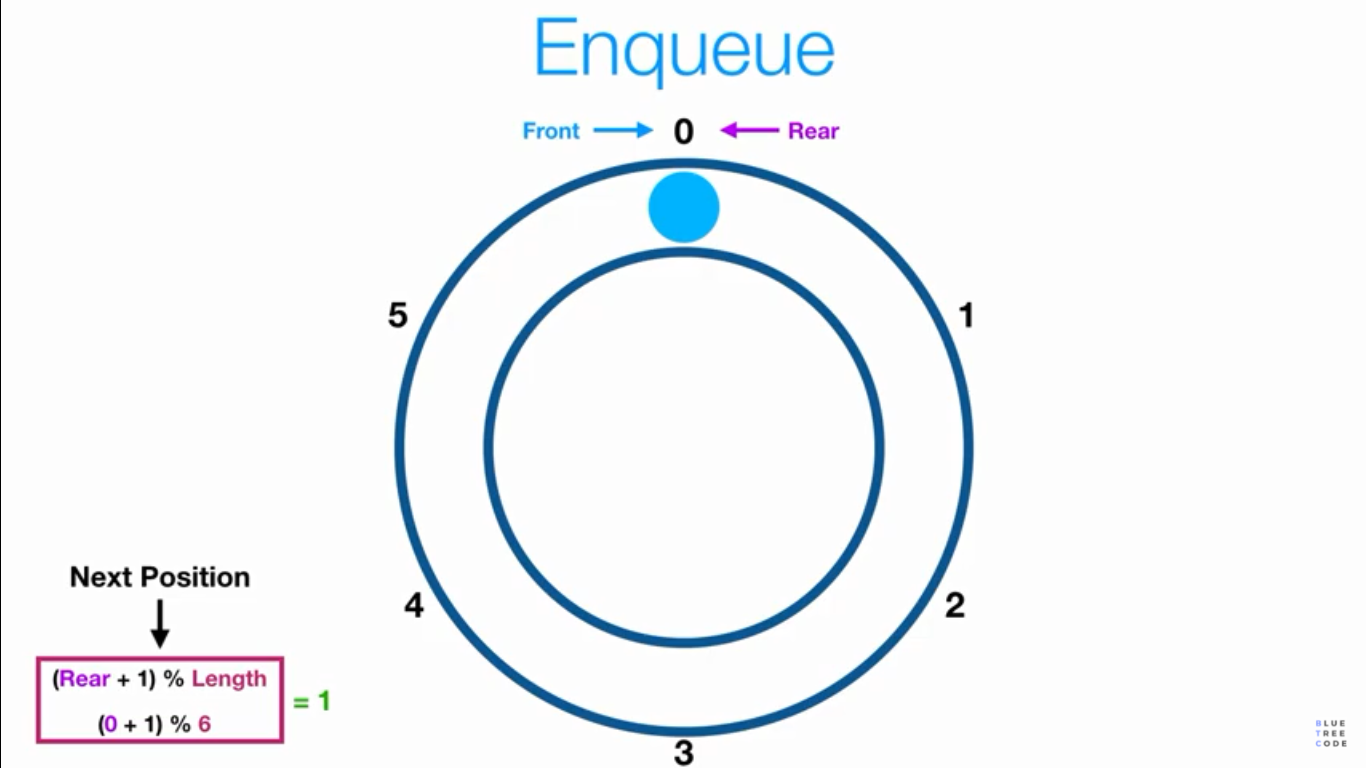 Enqueue
Front 0 Rear
5 1
4 2
3
Next Position
(Rear + 1) % Length
(0 + 1) % 6
= 1
BLUE
TREE
CODE